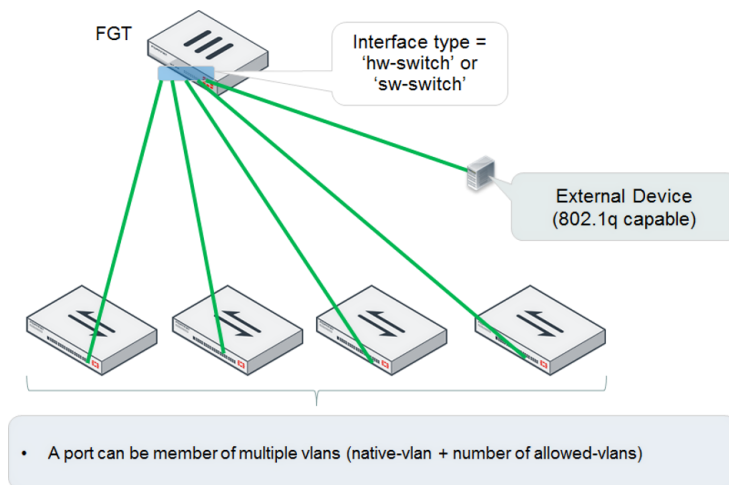 FGT
Interface type =
‘hw-switch’ or
‘sw-switch’
External Device
(802.1q capable)
• A port can be member of multiple vlans (native-vlan + number of allowed-vlans)